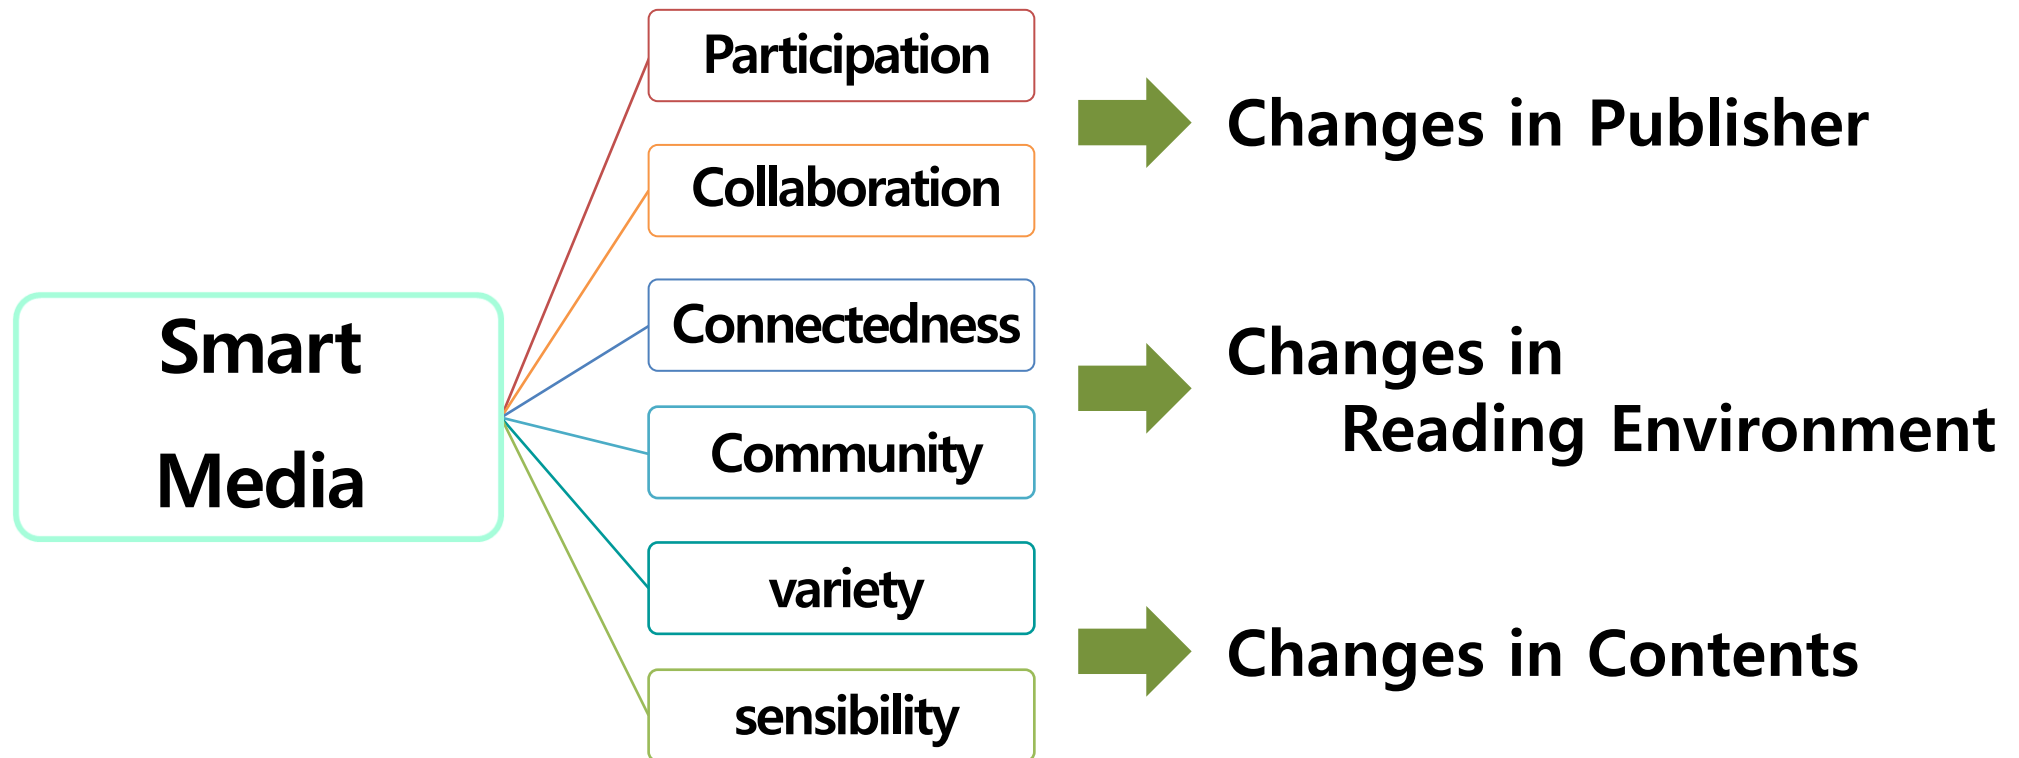 Smart
Media
Participation
Collaboration
Connectedness
Community
variety
sensibility
Changes in Publisher
Changes in
Reading Environment
Changes in Contents